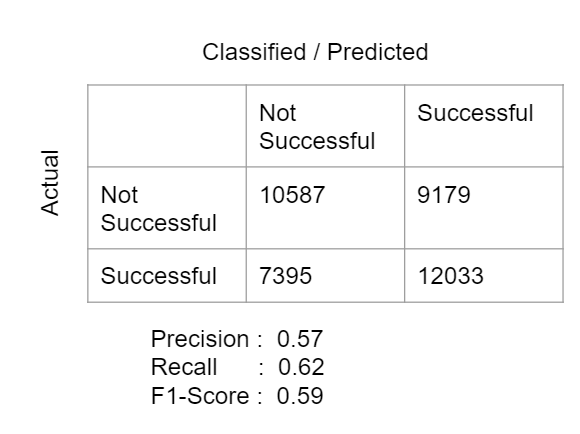 Classified / Predicted
Actual
Not Successful
Successful
Not Successful
10587
9179
Successful
7395
12033
Precision : 0.57
Recall : 0.62
F1-Score : 0.59